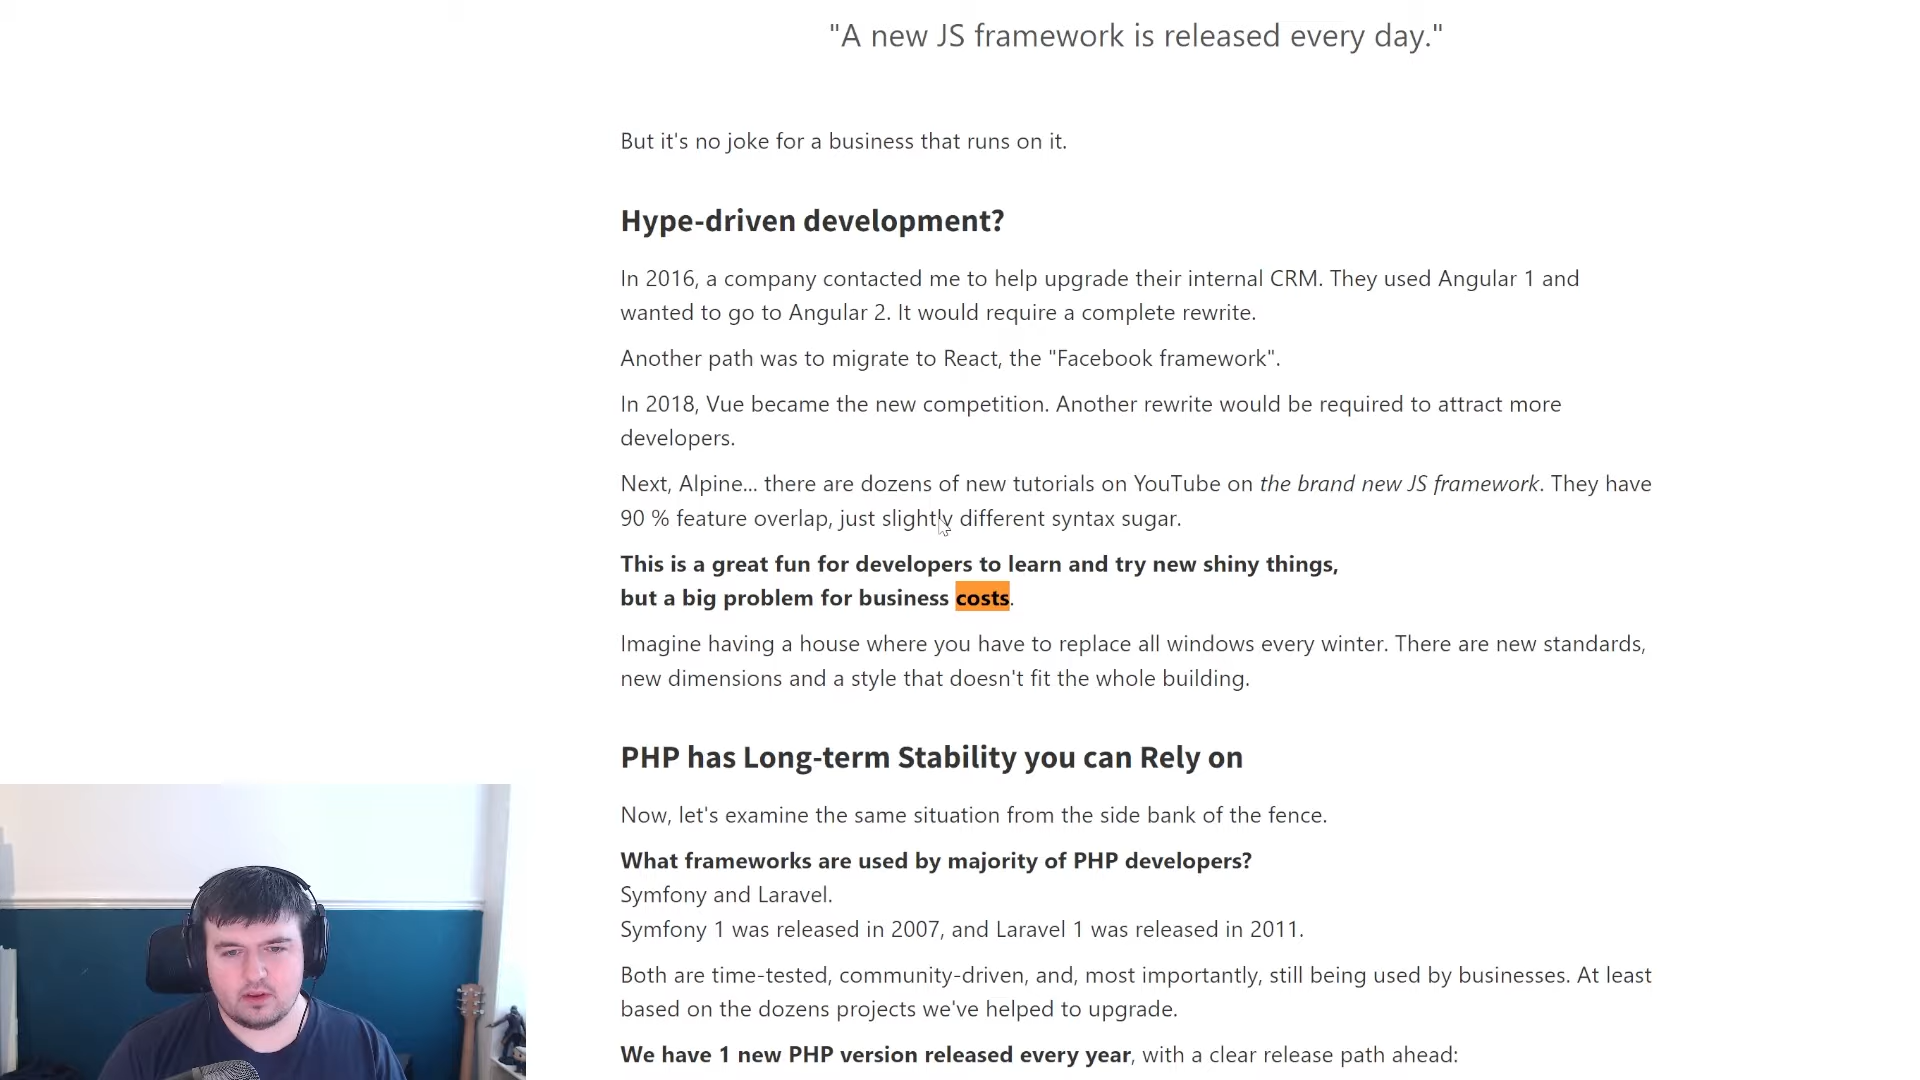 "A new JS framework is released every day."
But it's no joke for a business that runs on it.
Hype-driven development?
In 2016, a company contacted me to help upgrade their internal CRM. They used Angular 1 and
wanted to go to Angular 2. It would require a complete rewrite.
Another path was to migrate to React, the "Facebook framework".
In 2018, Vue became the new competition. Another rewrite would be required to attract more
developers.
Next, Alpine... there are dozens of new tutorials on YouTube on the brand new JS framework. They have
90 % feature overlap, just slightly different syntax sugar.
This is a great fun for developers to learn and try new shiny things,
but a big problem for business costs.
Imagine having a house where you have to replace all windows every winter. There are new standards,
new dimensions and a style that doesn't fit the whole building.
PHP has Long-term Stability you can Rely on
Now, let's examine the same situation from the side bank of the fence.
What frameworks are used by majority of PHP developers?
Symfony and Laravel.
Symfony 1 was released in 2007, and Laravel 1 was released in 2011.
Both are time-tested, community-driven, and, most importantly, still being used by businesses. At least
based on the dozens projects we've helped to upgrade.
We have 1 new PHP version released every year, with a clear release path ahead: